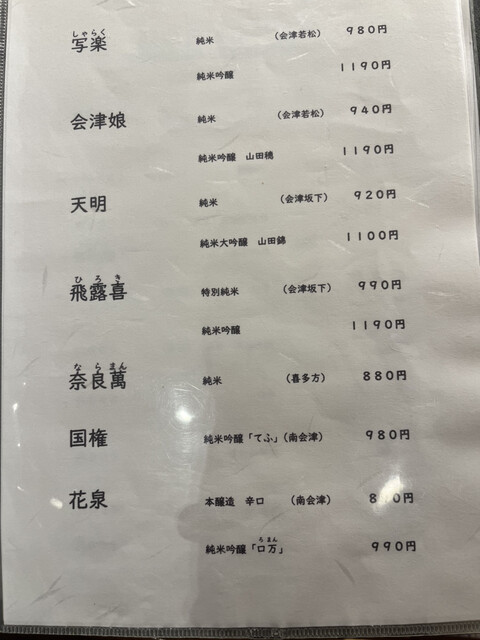 しゃらく
写楽 純米 （会津若松） 980円
純米吟醸 1190円
会津娘 純米 （会津若松） 940円
純米吟醸 山田穂 1190円
天明 純米 （会津坂下） 920円
純米大吟醸 山田錦 1100円
ひろき
飛露喜 特別純米 （会津坂下） 990円
純米吟醸 1190円
ならまん
奈良萬 純米 （喜多方） 880円
国権 純米吟醸「てふ」（南会津） 980円
花泉 本醸造 辛口 （南会津）
ろまん
純米吟醸「ロ万」 990円